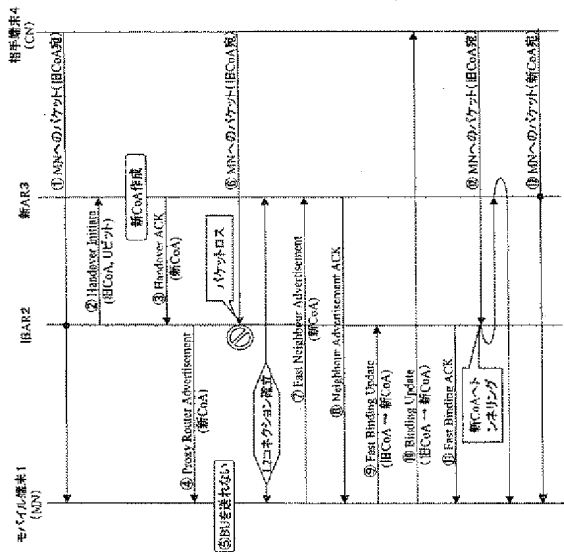 モバイル端末1
(MN)
旧AR2
新AR3
相手端末4
(CN)
① MNへのパケット(旧CoA宛)
② Handover Initiate
(旧CoA, Uビット)
新CoA作成
③ Handover ACK
(新CoA)
④ Proxy Router Advertisement
(新CoA)
⑤BUを送れない
⑥ MNへのパケット(旧CoA宛)
パケットロス
L2コネクション確立
⑦ Fast Neighbour Advertisement
(新CoA)
⑧ Neighbour Advertisement ACK
⑨ Fast Binding Update
(旧CoA → 新CoA)
⑩ Binding Update
(旧CoA → 新CoA)
⑪ Fast Binding ACK
⑫ MNへのパケット(旧CoA宛)
新CoAへト
ンネリング
⑬ MNへのパケット(新CoA宛)